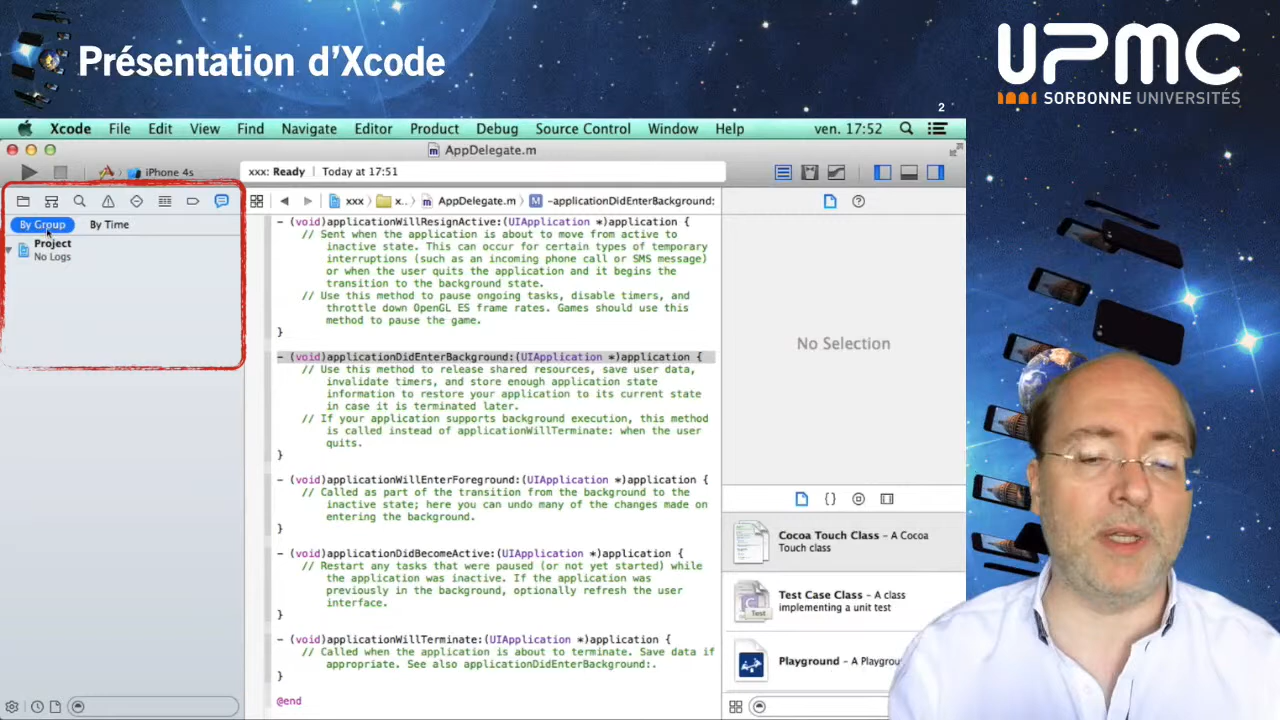 Présentation d'Xcode
UPMC
SORBONNE UNIVERSITÉS
2
Xcode File Edit View Find Navigate Editor Product Debug Source Control Window Help ven. 17:52
AppDelegate.m
iPhone 4s
xxx: Ready | Today at 17:51
xxx x.. AppDelegate.m M -applicationDidEnterBackground:
By Group By Time
Project
No Logs
- (void)applicationWillResignActive:(UIApplication *)application {
// Sent when the application is about to move from active to
inactive state. This can occur for certain types of temporary
interruptions (such as an incoming phone call or SMS message)
or when the user quits the application and it begins the
transition to the background state.
// Use this method to pause ongoing tasks, disable timers, and
throttle down OpenGL ES frame rates. Games should use this
method to pause the game.
}
- (void)applicationDidEnterBackground:(UIApplication *)application {
// Use this method to release shared resources, save user data,
invalidate timers, and store enough application state
information to restore your application to its current state
in case it is terminated later.
// If your application supports background execution, this method
is called instead of applicationWillTerminate: when the user
quits.
}
- (void)applicationWillEnterForeground:(UIApplication *)application {
// Called as part of the transition from the background to the
inactive state; here you can undo many of the changes made on
entering the background.
}
- (void)applicationDidBecomeActive:(UIApplication *)application {
// Restart any tasks that were paused (or not yet started) while
the application was inactive. If the application was
previously in the background, optionally refresh the user
interface.
}
- (void)applicationWillTerminate:(UIApplication *)application {
// Called when the application is about to terminate. Save data if
appropriate. See also applicationDidEnterBackground:.
}
@end
No Selection
{}
Cocoa Touch Class – A Cocoa
Touch class
Test Case Class – A class
implementing a unit test
Test
Playground – A Playgrou